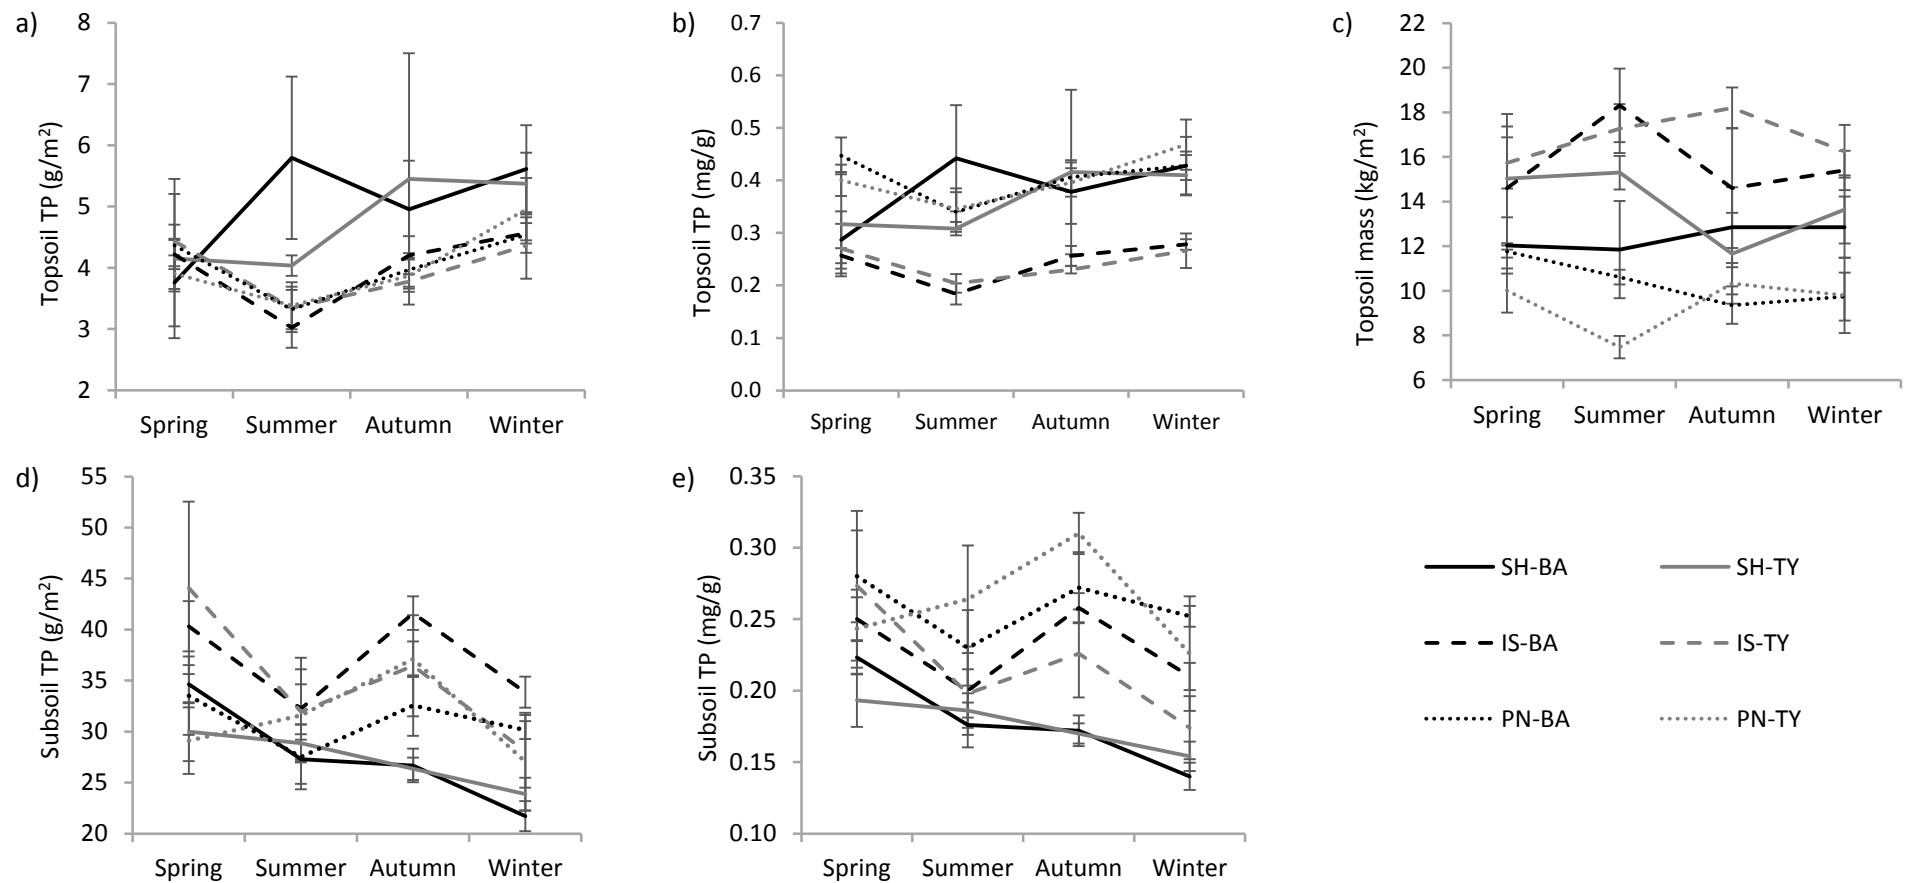 a)
Topsoil TP (g/m²)
8
7
6
5
4
3
2
Spring Summer Autumn Winter
b)
Topsoil TP (mg/g)
0.7
0.6
0.5
0.4
0.3
0.2
0.1
0.0
Spring Summer Autumn Winter
c)
Topsoil mass (kg/m²)
22
20
18
16
14
12
10
8
6
Spring Summer Autumn Winter
d)
Subsoil TP (g/m²)
55
50
45
40
35
30
25
20
Spring Summer Autumn Winter
e)
Subsoil TP (mg/g)
0.35
0.30
0.25
0.20
0.15
0.10
Spring Summer Autumn Winter
SH-BA SH-TY
IS-BA IS-TY
PN-BA PN-TY